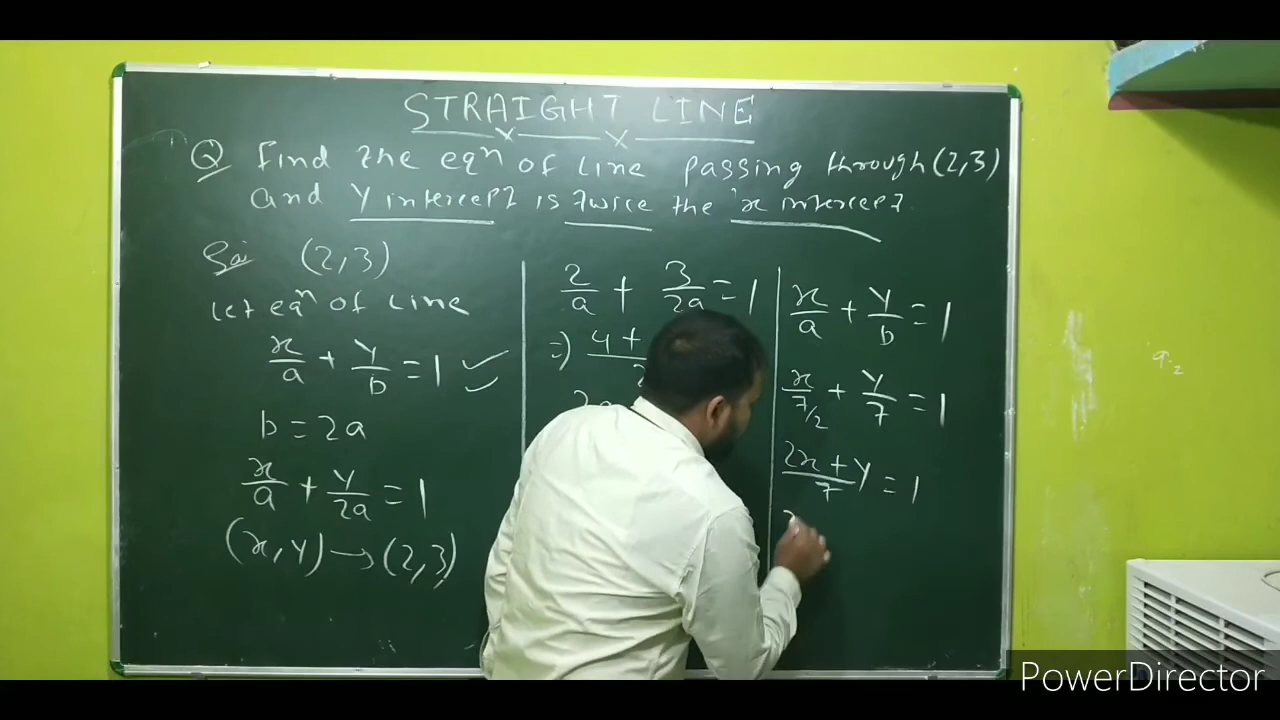 STRAIGHT LINE
Q Find the eqⁿ of line passing through (2,3)
and Y intercept is twice the x intercept.
(2,3)
Let eqⁿ of line
x/a + y/b = 1 ✓
b = 2a
x/a + y/2a = 1
(x,y) → (2,3)
2/a + 3/2a = 1
=) 4+
x/a + y/b = 1
x/7/2 + y/7 = 1
2x + y/7 = 1
PowerDirector